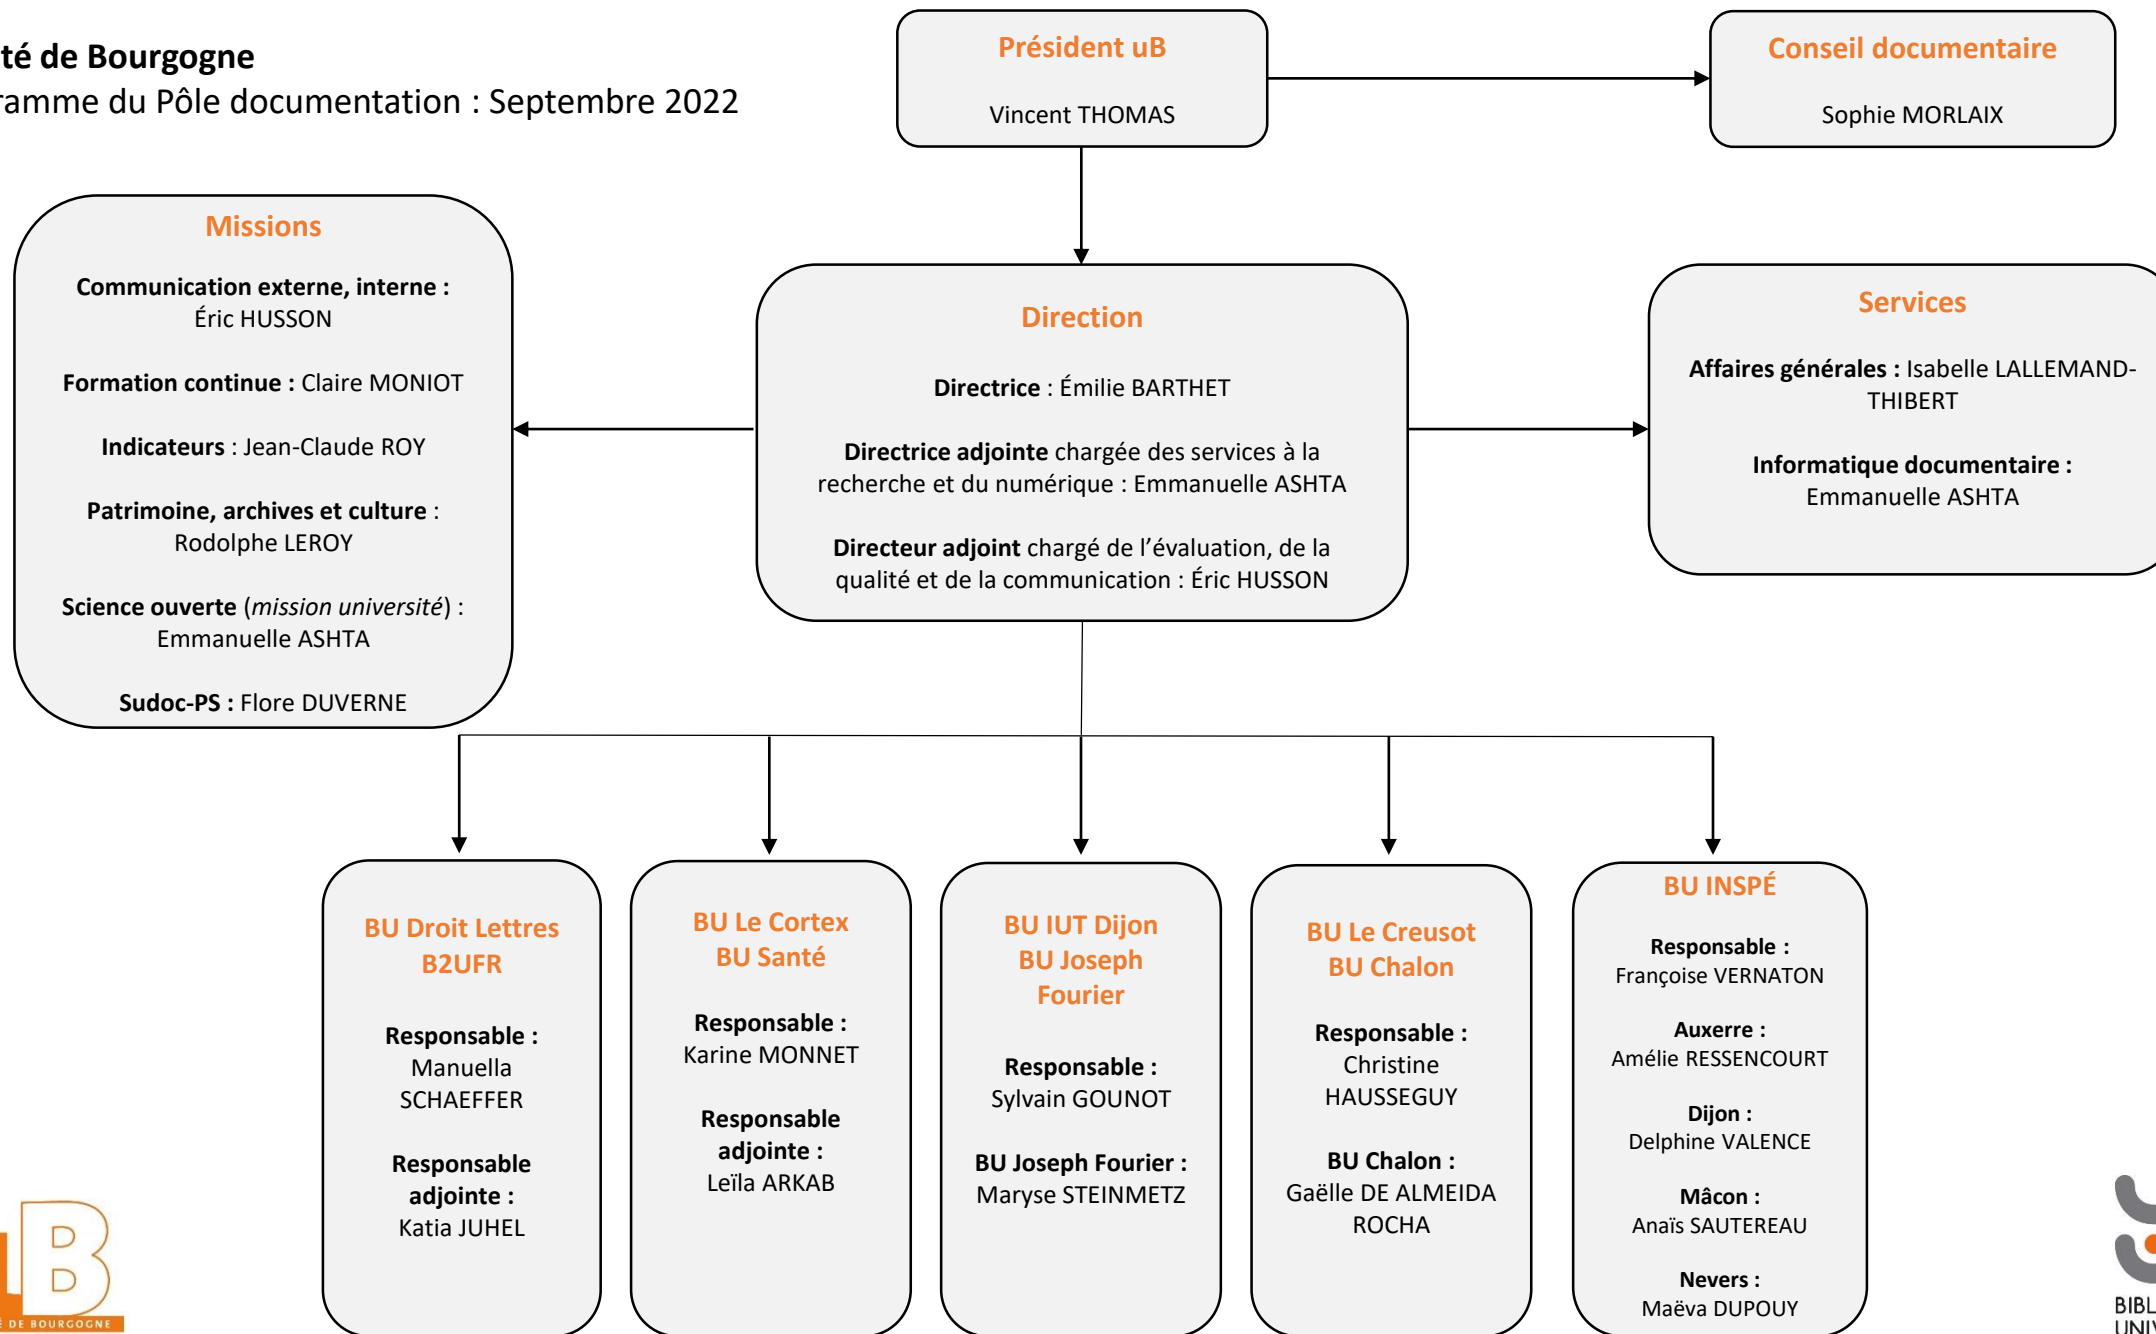 té de Bourgogne
ramme du Pôle documentation : Septembre 2022
Président uB
Vincent THOMAS
Conseil documentaire
Sophie MORLAIX
Missions
Communication externe, interne :
Éric HUSSON
Formation continue : Claire MONIOT
Indicateurs : Jean-Claude ROY
Patrimoine, archives et culture :
Rodolphe LEROY
Science ouverte (mission université) :
Emmanuelle ASHTA
Sudoc-PS : Flore DUVERNE
Direction
Directrice : Émilie BARTHET
Directrice adjointe chargée des services à la
recherche et du numérique : Emmanuelle ASHTA
Directeur adjoint chargé de l’évaluation, de la
qualité et de la communication : Éric HUSSON
Services
Affaires générales : Isabelle LALLEMAND-
THIBERT
Informatique documentaire :
Emmanuelle ASHTA
BU Droit Lettres
B2UFR
Responsable :
Manuella
SCHAEFFER
Responsable
adjointe :
Katia JUHEL
BU Le Cortex
BU Santé
Responsable :
Karine MONNET
Responsable
adjointe :
Leïla ARKAB
BU IUT Dijon
BU Joseph
Fourier
Responsable :
Sylvain GOUNOT
BU Joseph Fourier :
Maryse STEINMETZ
BU Le Creusot
BU Chalon
Responsable :
Christine
HAUSSEGUY
BU Chalon :
Gaëlle DE ALMEIDA
ROCHA
BU INSPÉ
Responsable :
Françoise VERNATON
Auxerre :
Amélie RESSENCOURT
Dijon :
Delphine VALENCE
Mâcon :
Anaïs SAUTEREAU
Nevers :
Maëva DUPOUY
B
É DE BOURGOGNE
BIBL
UNIV